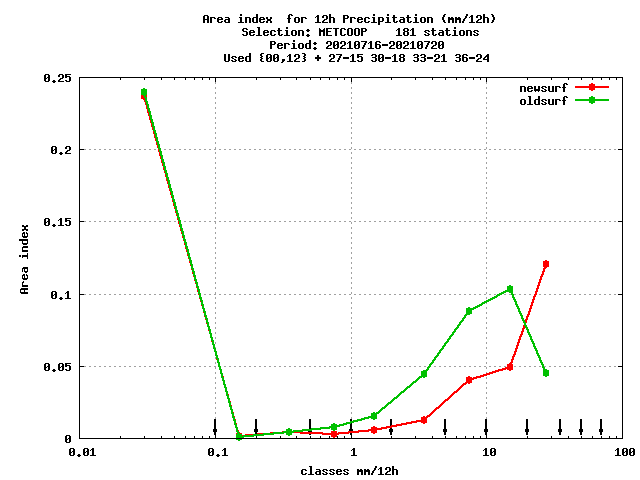 Area index  for 12h Precipitation (mm/12h)
Selection: METCOOP    181 stations
Period: 20210716-20210720
Used {00,12} + 27-15 30-18 33-21 36-24
newsurf
oldsurf
0.25
0.2
0.15
0.1
0.05
0
Area index
0.01 0.1 1 10 100
classes mm/12h